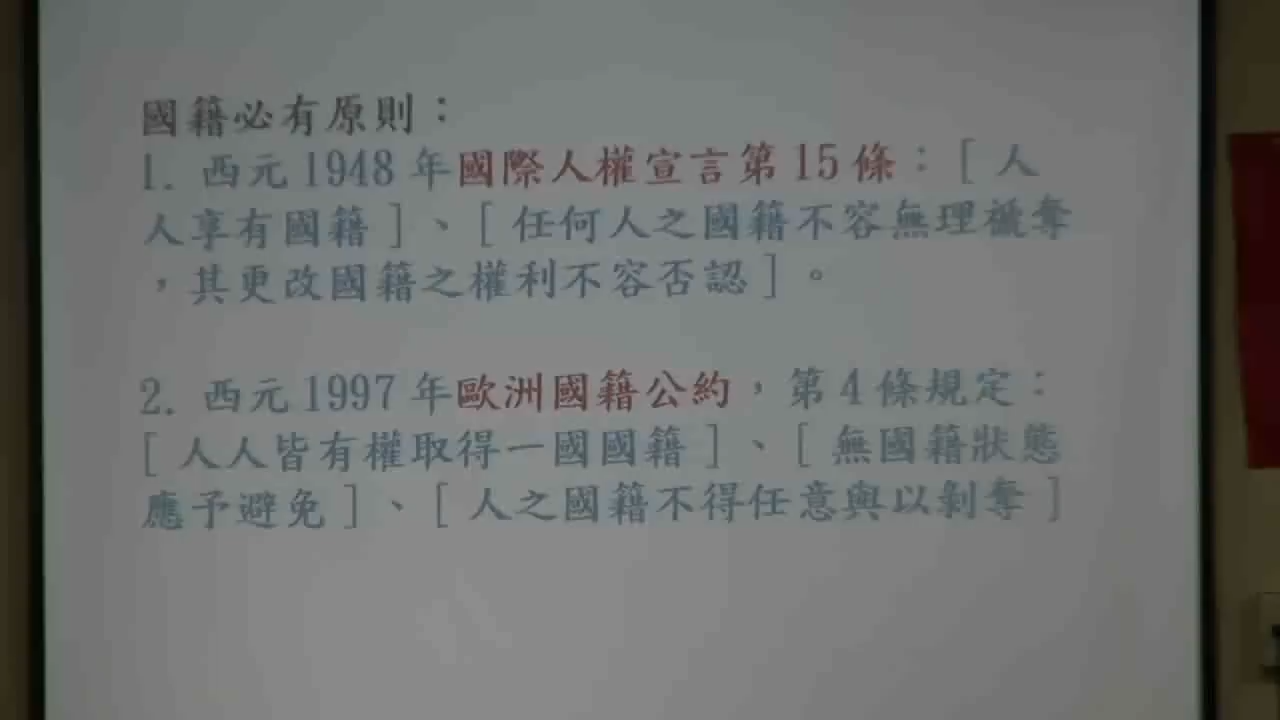 國籍必有原則：
1. 西元1948年國際人權宣言第15條：[ 人
人享有國籍 ]、[ 任何人之國籍不容無理褫奪
，其更改國籍之權利不容否認 ]。
2. 西元1997年歐洲國籍公約，第4條規定：
[ 人人皆有權取得一國國籍 ]、[ 無國籍狀態
應予避免 ]、[ 人之國籍不得任意與以剝奪 ]